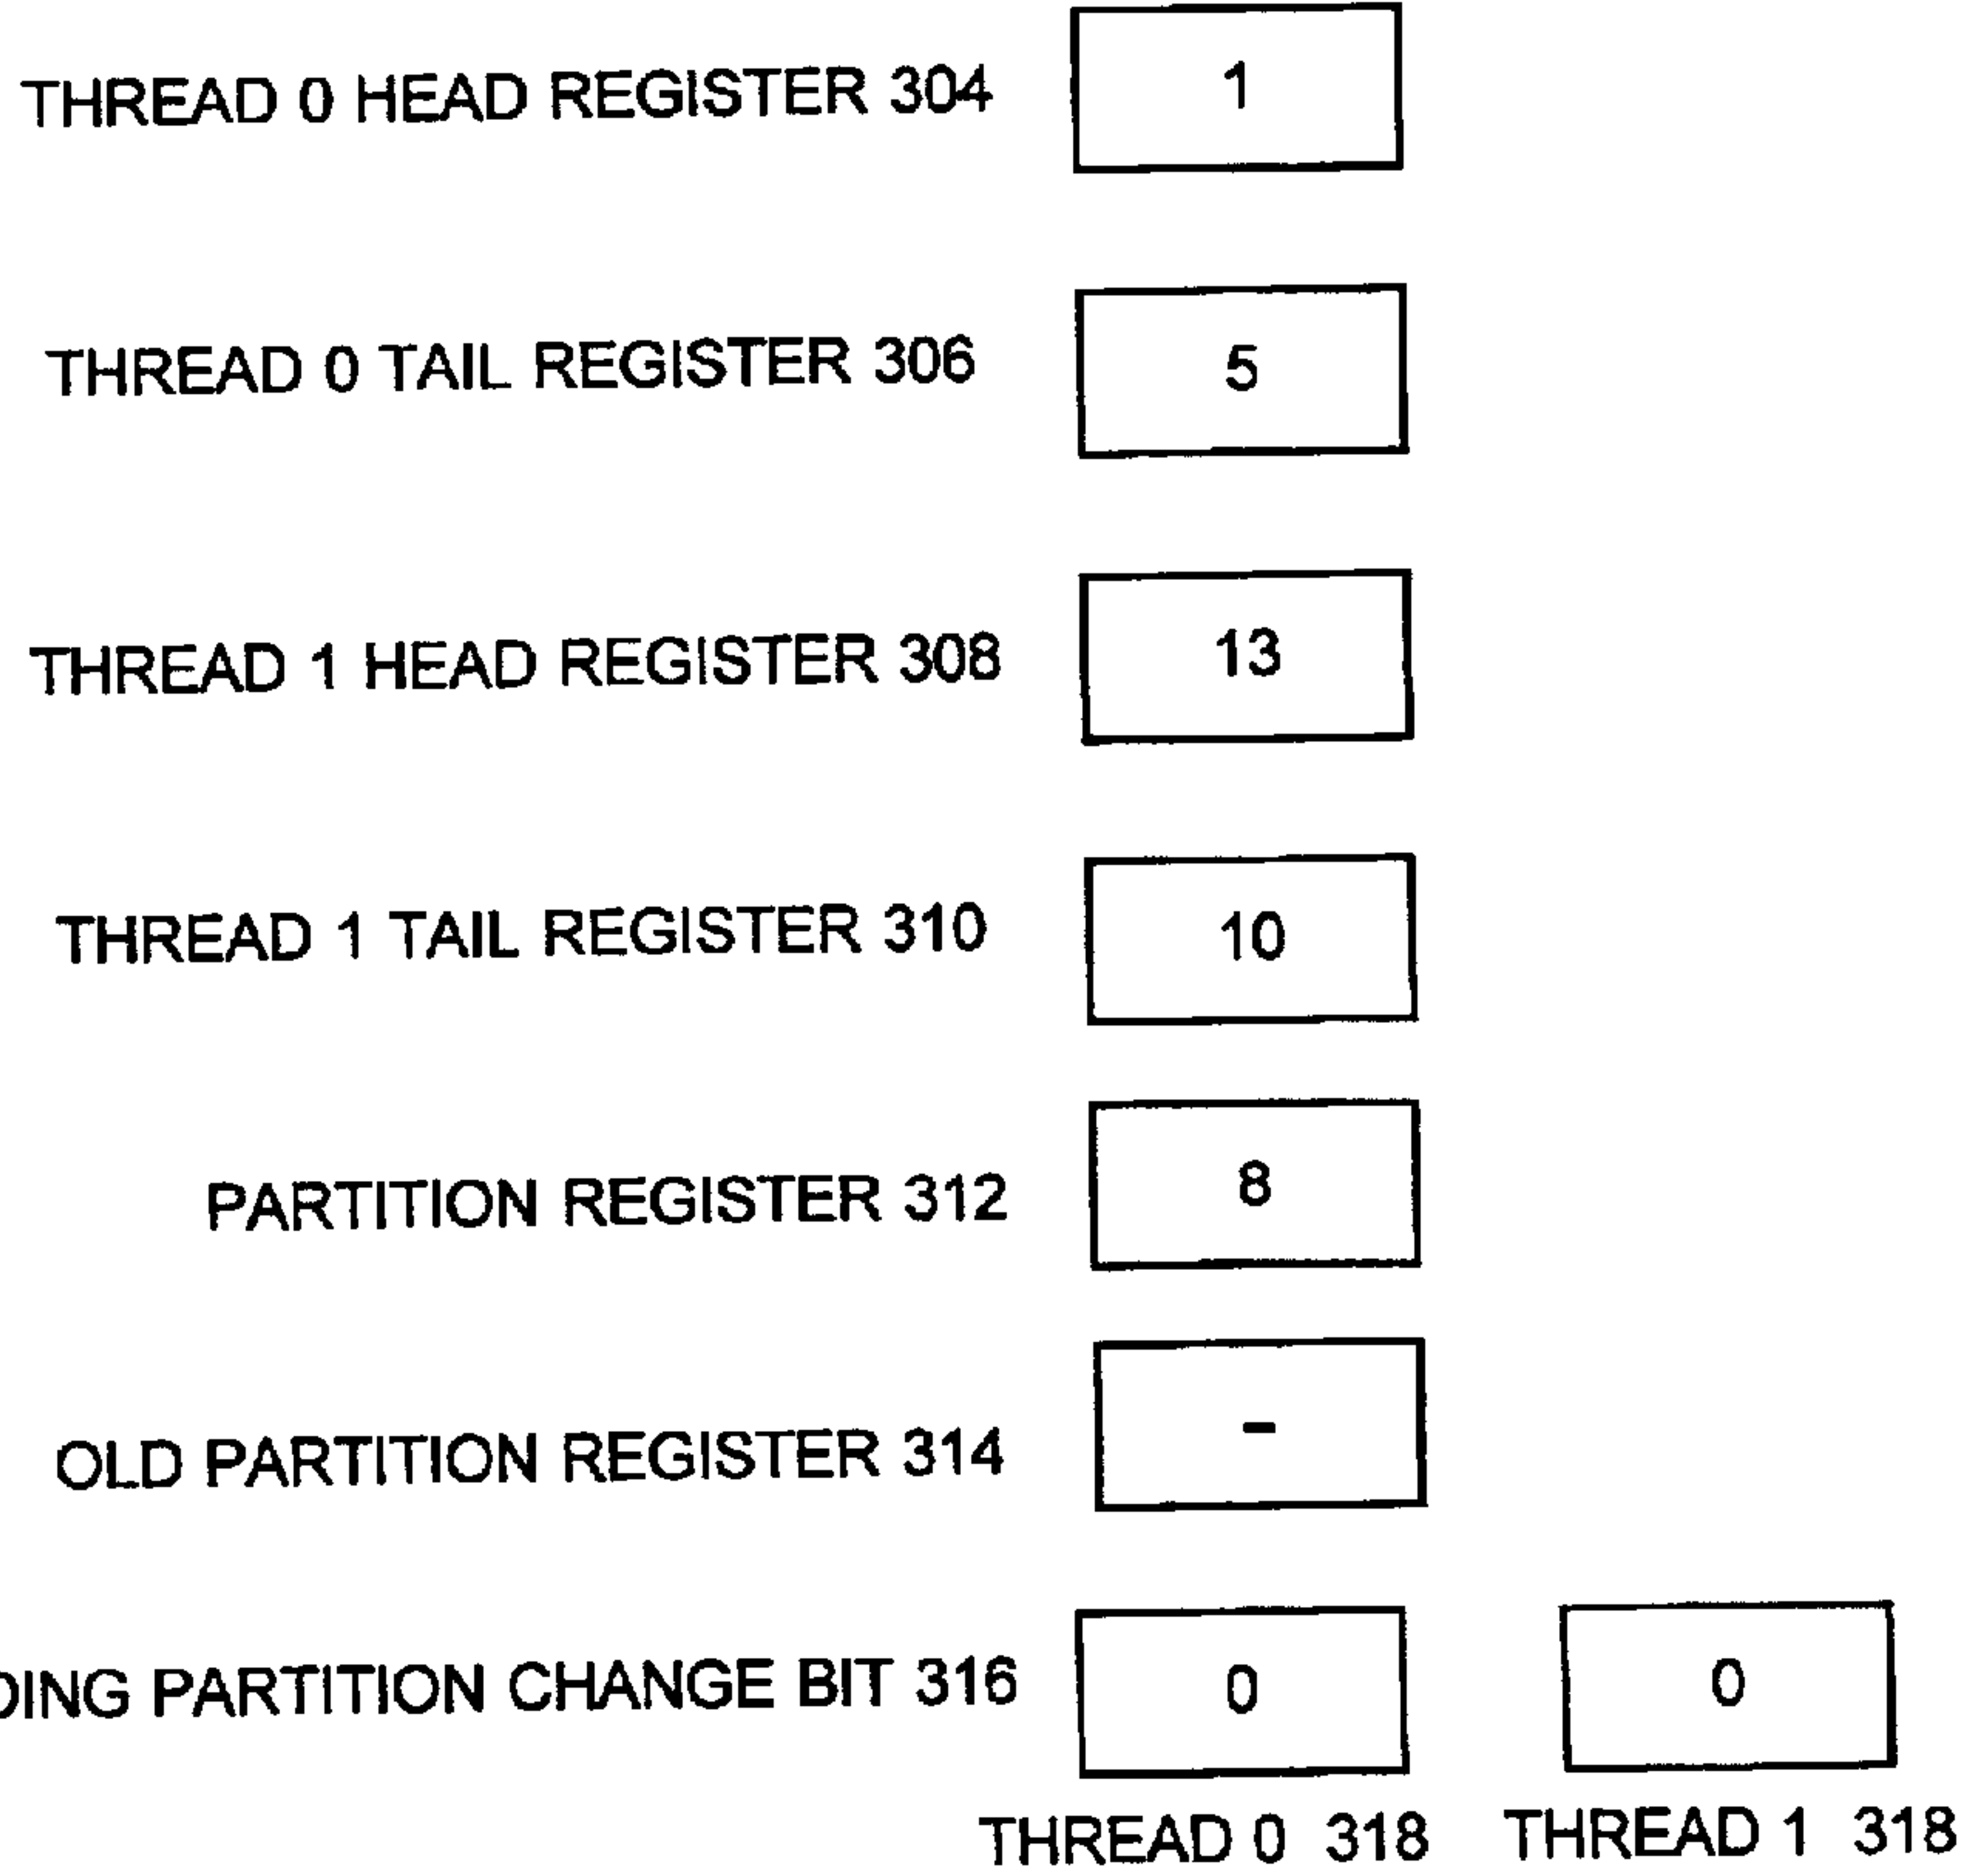 THREAD 0 HEAD REGISTER 304 1
THREAD 0 TAIL REGISTER 306 5
THREAD 1 HEAD REGISTER 308 13
THREAD 1 TAIL REGISTER 310 10
PARTITION REGISTER 312 8
OLD PARTITION REGISTER 314 -
PARTITION CHANGE BIT 316 0 0
THREAD 0 318 THREAD 1 318